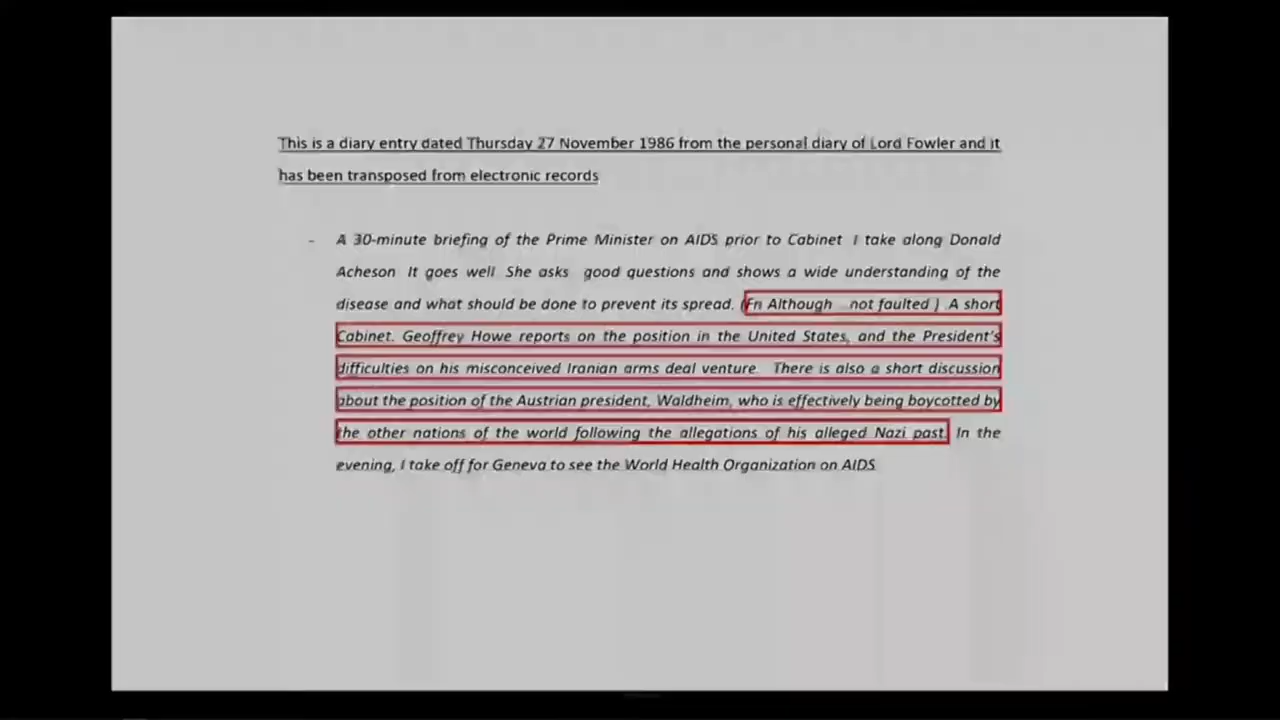 This is a diary entry dated Thursday 27 November 1986 from the personal diary of Lord Fowler and it
has been transposed from electronic records
- A 30-minute briefing of the Prime Minister on AIDS prior to Cabinet I take along Donald
Acheson It goes well She asks good questions and shows a wide understanding of the
disease and what should be done to prevent its spread. (Fn Although not faulted ) A short
Cabinet. Geoffrey Howe reports on the position in the United States, and the President's
difficulties on his misconceived Iranian arms deal venture. There is also a short discussion
about the position of the Austrian president, Waldheim, who is effectively being boycotted by
the other nations of the world following the allegations of his alleged Nazi past. In the
evening, I take off for Geneva to see the World Health Organization on AIDS